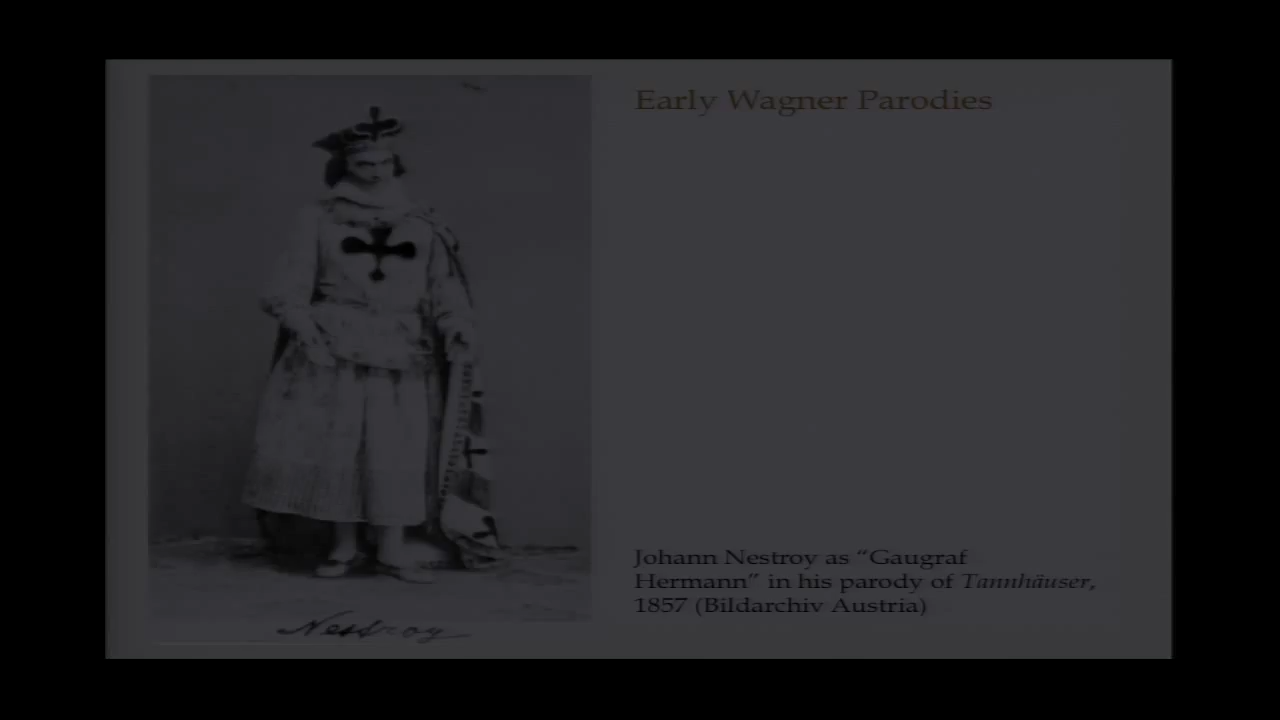 Early Wagner Parodies
Johann Nestroy as “Gaugraf
Hermann” in his parody of Tannhäuser,
1857 (Bildarchiv Austria)
Nestroy